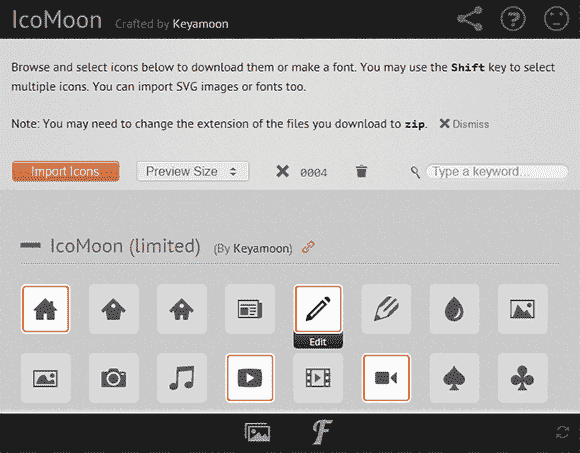 IcoMoon Crafted by Keyamoon
Browse and select icons below to download them or make a font. You may use the Shift key to select
multiple icons. You can import SVG images or fonts too.
Note: You may need to change the extension of the files you download to zip. Dismiss
Import Icons Preview Size 0004 Type a keyword...
IcoMoon (limited) (By Keyamoon)
Edit